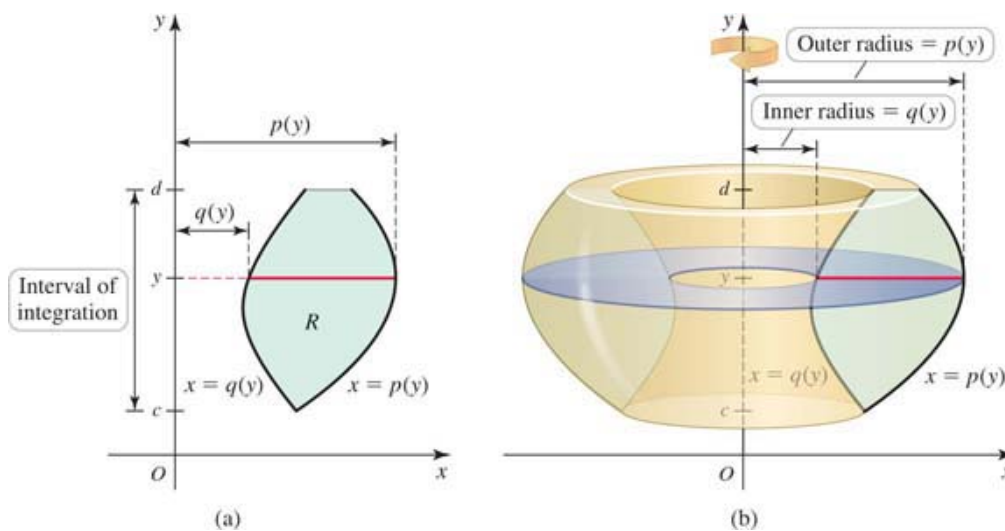 y
p(y)
d
q(y)
y
Interval of
integration
R
x = q(y)
x = p(y)
c
O
x
(a)
y
Outer radius = p(y)
Inner radius = q(y)
d
y
x = q(y)
x = p(y)
c
O
x
(b)